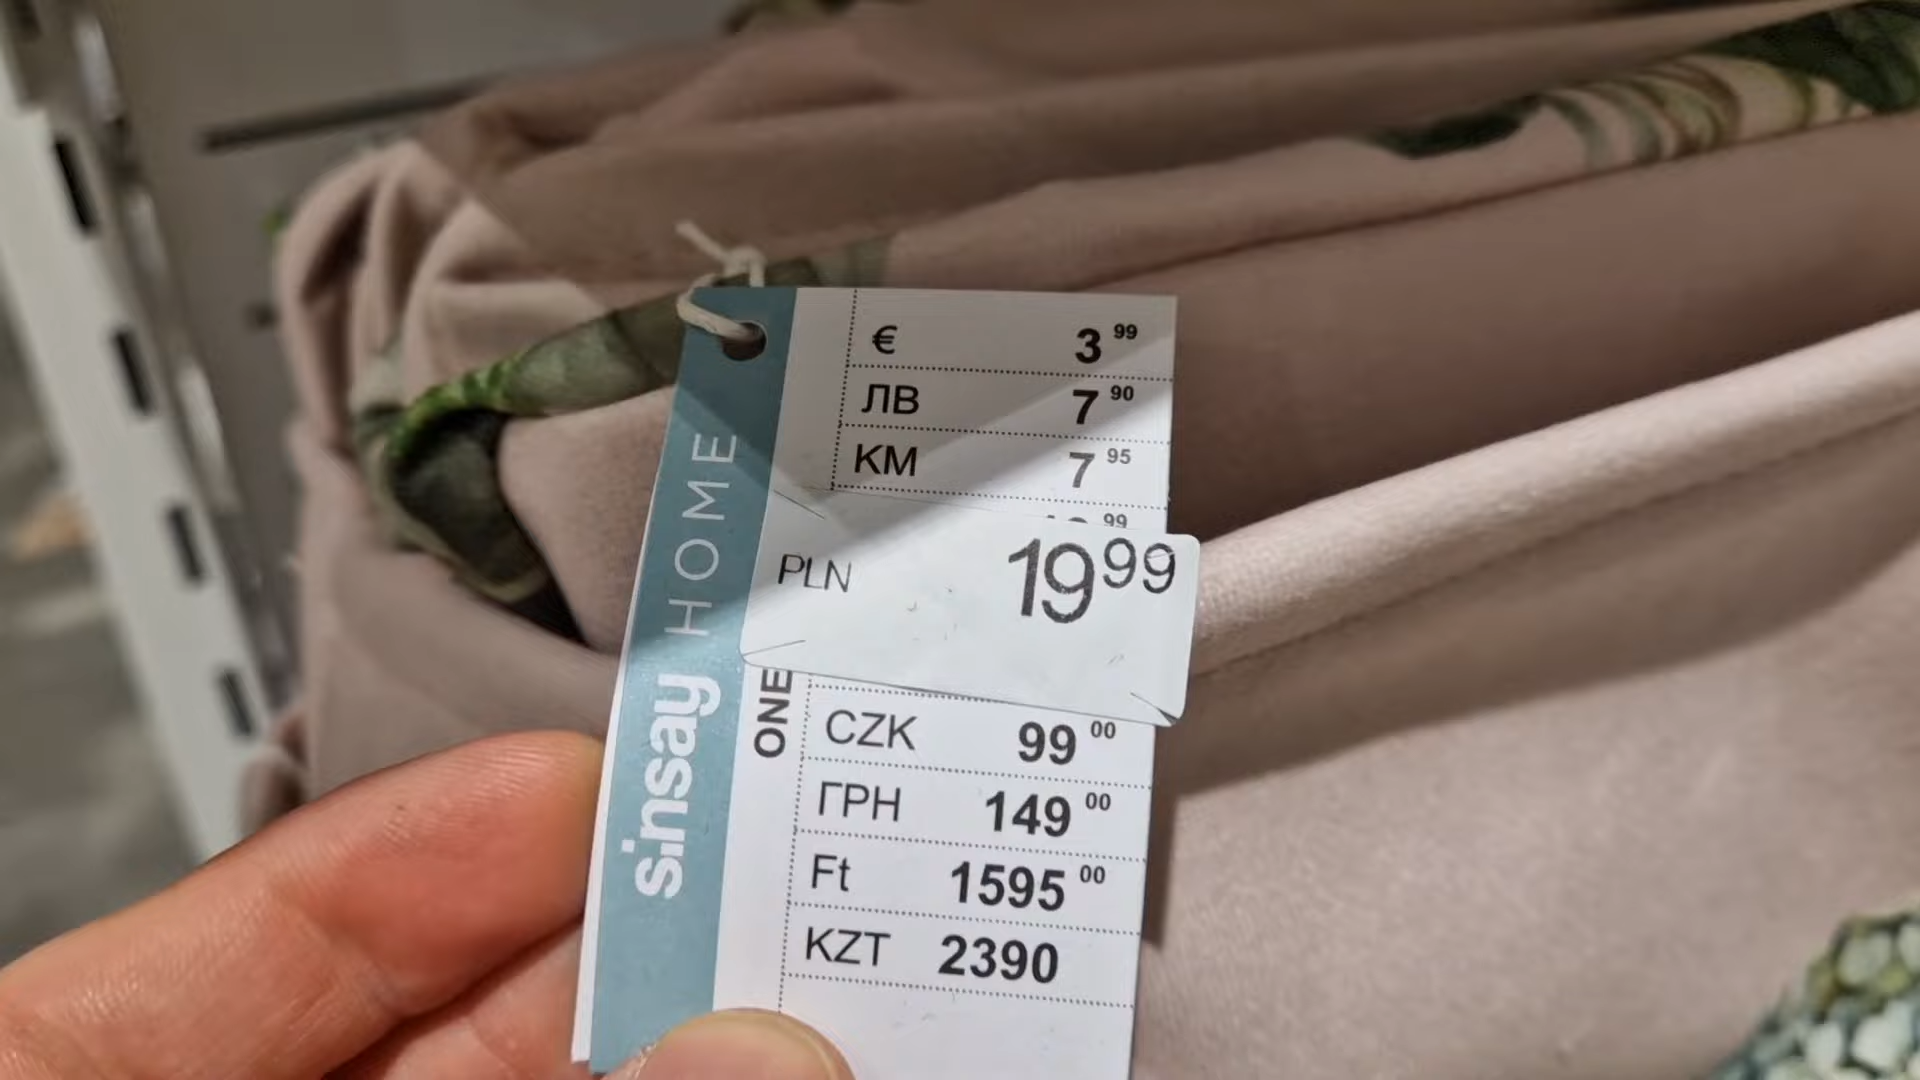 € 3 99
ЛВ 7 90
KM 7 95
99
PLN 19 99
CZK 99 00
ГРН 149 00
Ft 1595 00
KZT 2390
ONE
sinsay HOME